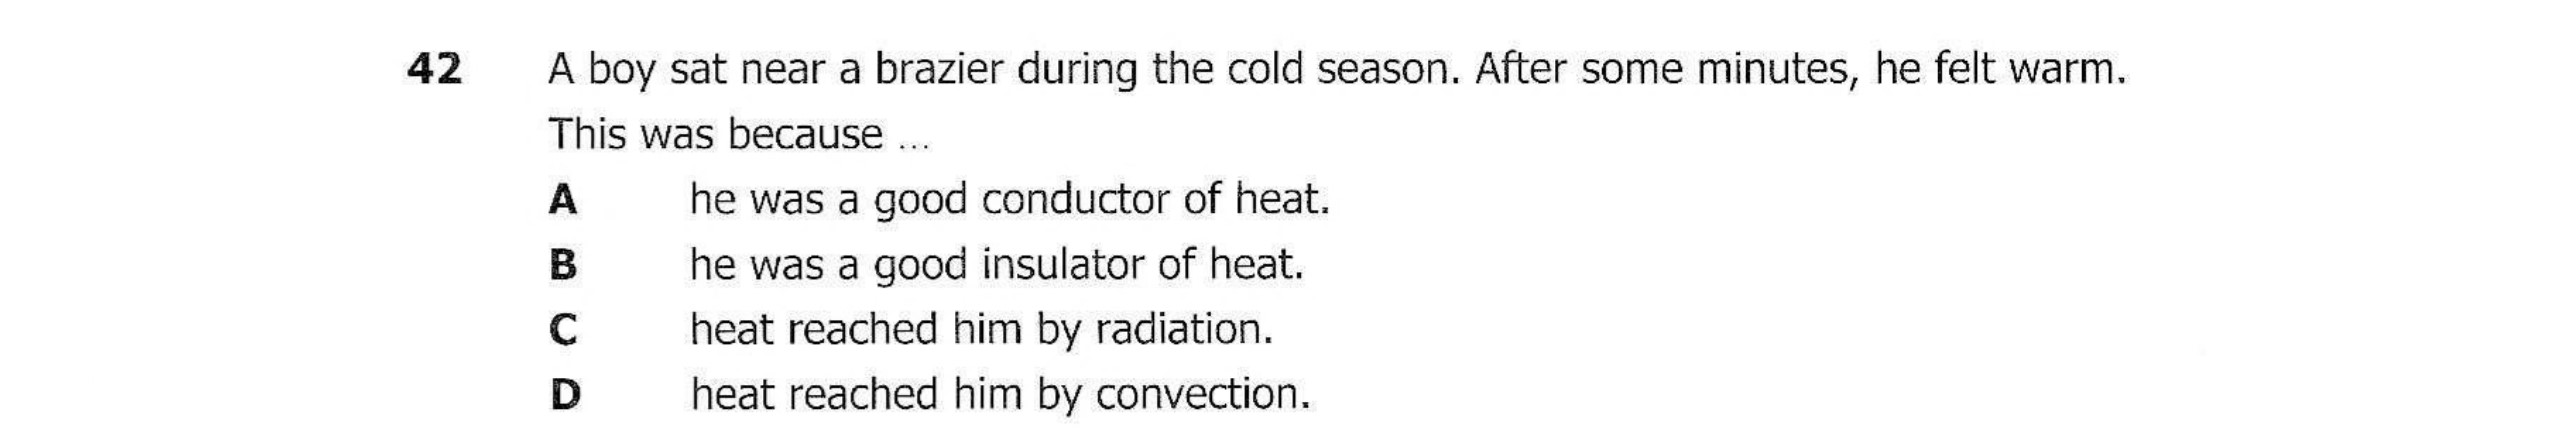 42 A boy sat near a brazier during the cold season. After some minutes, he felt warm.
This was because ...
A he was a good conductor of heat.
B he was a good insulator of heat.
C heat reached him by radiation.
D heat reached him by convection.